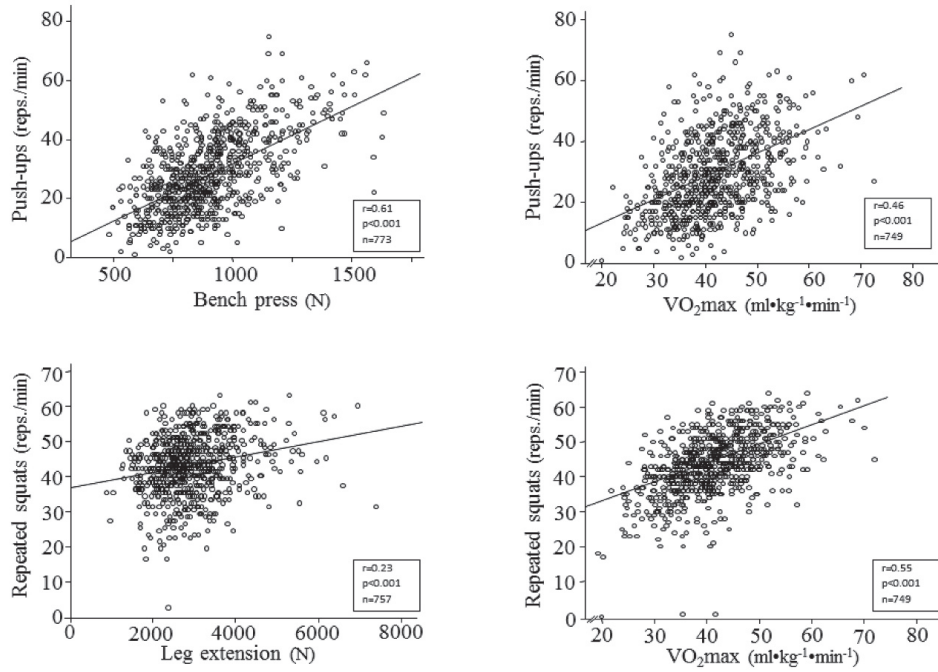 Push-ups (reps./min)
80
60
40
20
0
500
1000
1500
Bench press (N)
r=0.61
p<0.001
n=773
Push-ups (reps./min)
80
60
40
20
0
20
30
40
50
60
70
80
VO₂max (ml•kg⁻¹•min⁻¹)
r=0.46
p<0.001
n=749
Repeated squats (reps./min)
70
60
50
40
30
20
10
0
0
2000
4000
6000
8000
Leg extension (N)
r=0.23
p<0.001
n=757
Repeated squats (reps./min)
70
60
50
40
30
20
10
0
20
30
40
50
60
70
80
VO₂max (ml•kg⁻¹•min⁻¹)
r=0.55
p<0.001
n=749